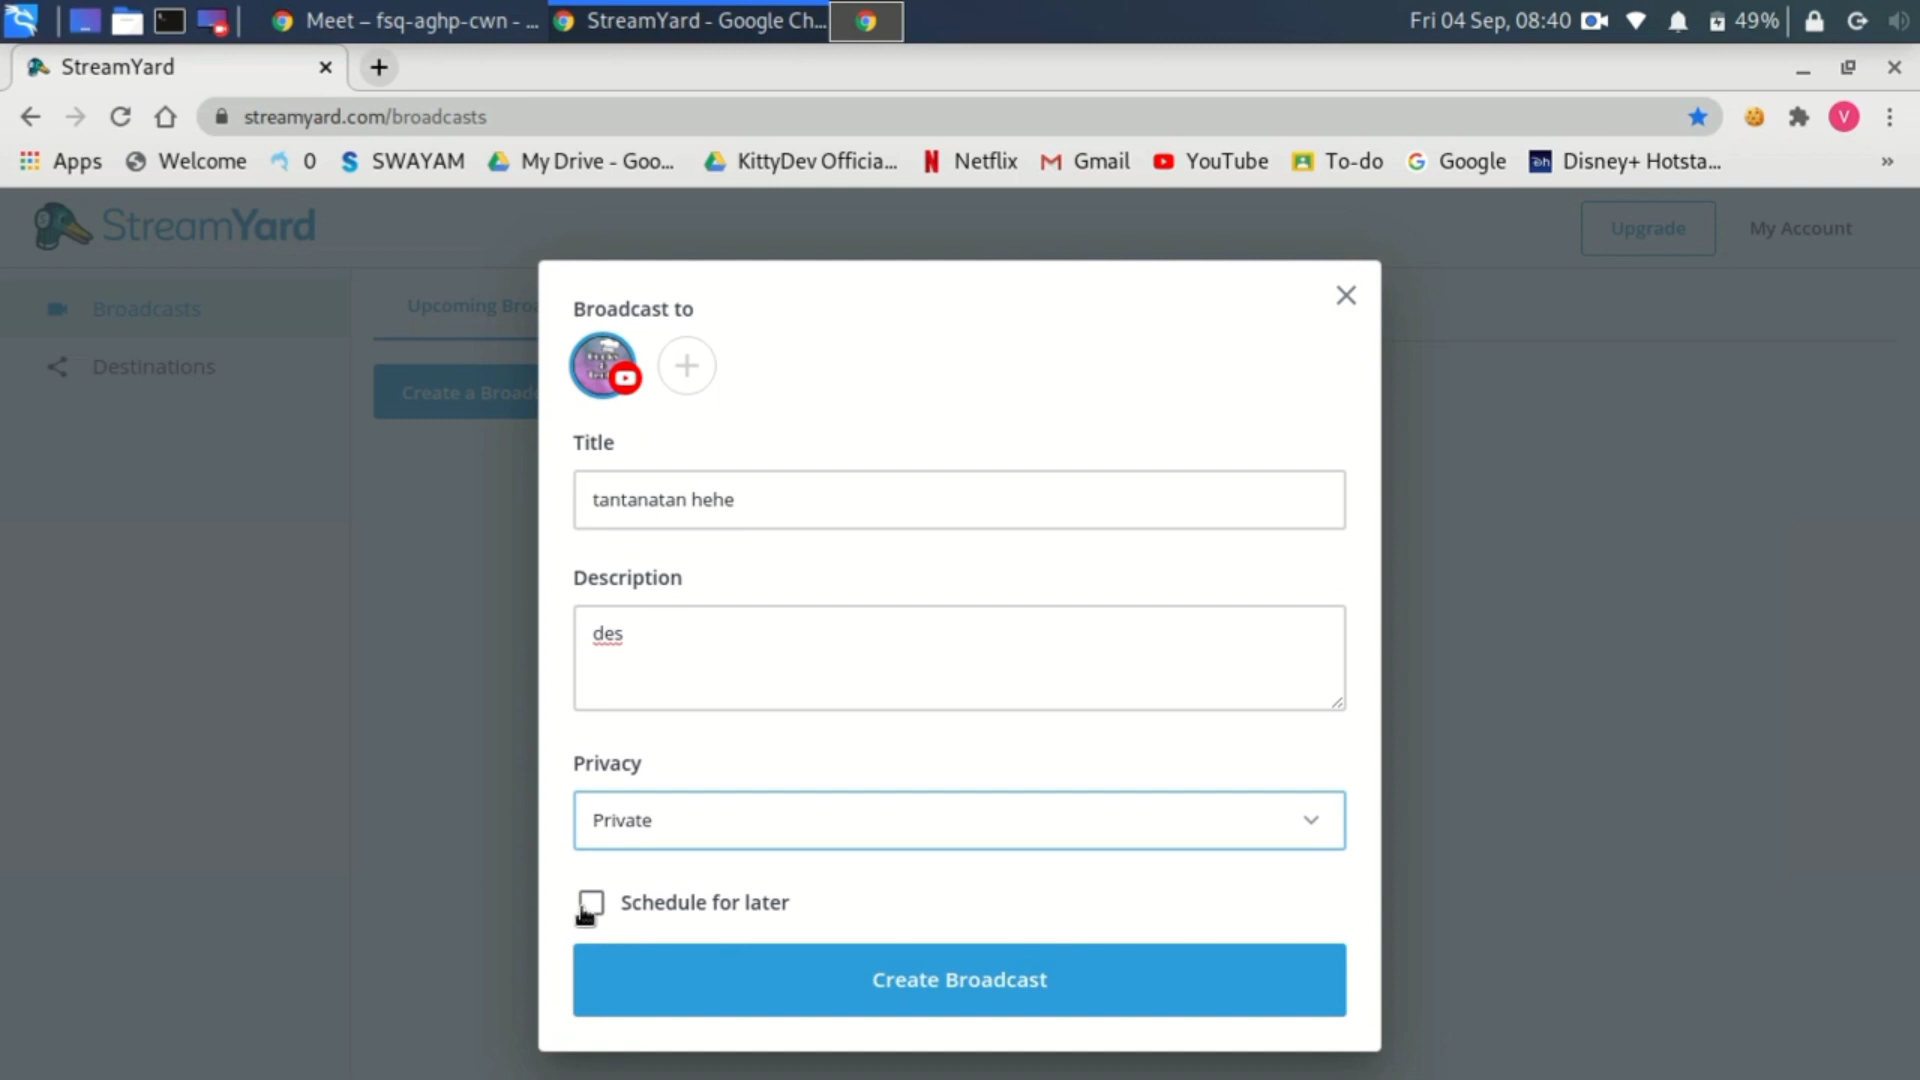 Meet – fsq-aghp-cwn - ...
StreamYard - Google Ch...
Fri 04 Sep, 08:40
49%
StreamYard
streamyard.com/broadcasts
V
Apps
Welcome
0
SWAYAM
My Drive - Goo...
KittyDev Officia...
Netflix
Gmail
YouTube
To-do
Google
Disney+ Hotsta...
»
StreamYard
Upgrade
My Account
Broadcasts
Destinations
Upcoming Bro
Create a Broad
Broadcast to
Title
tantanatan hehe
Description
des
Privacy
Private
Schedule for later
Create Broadcast